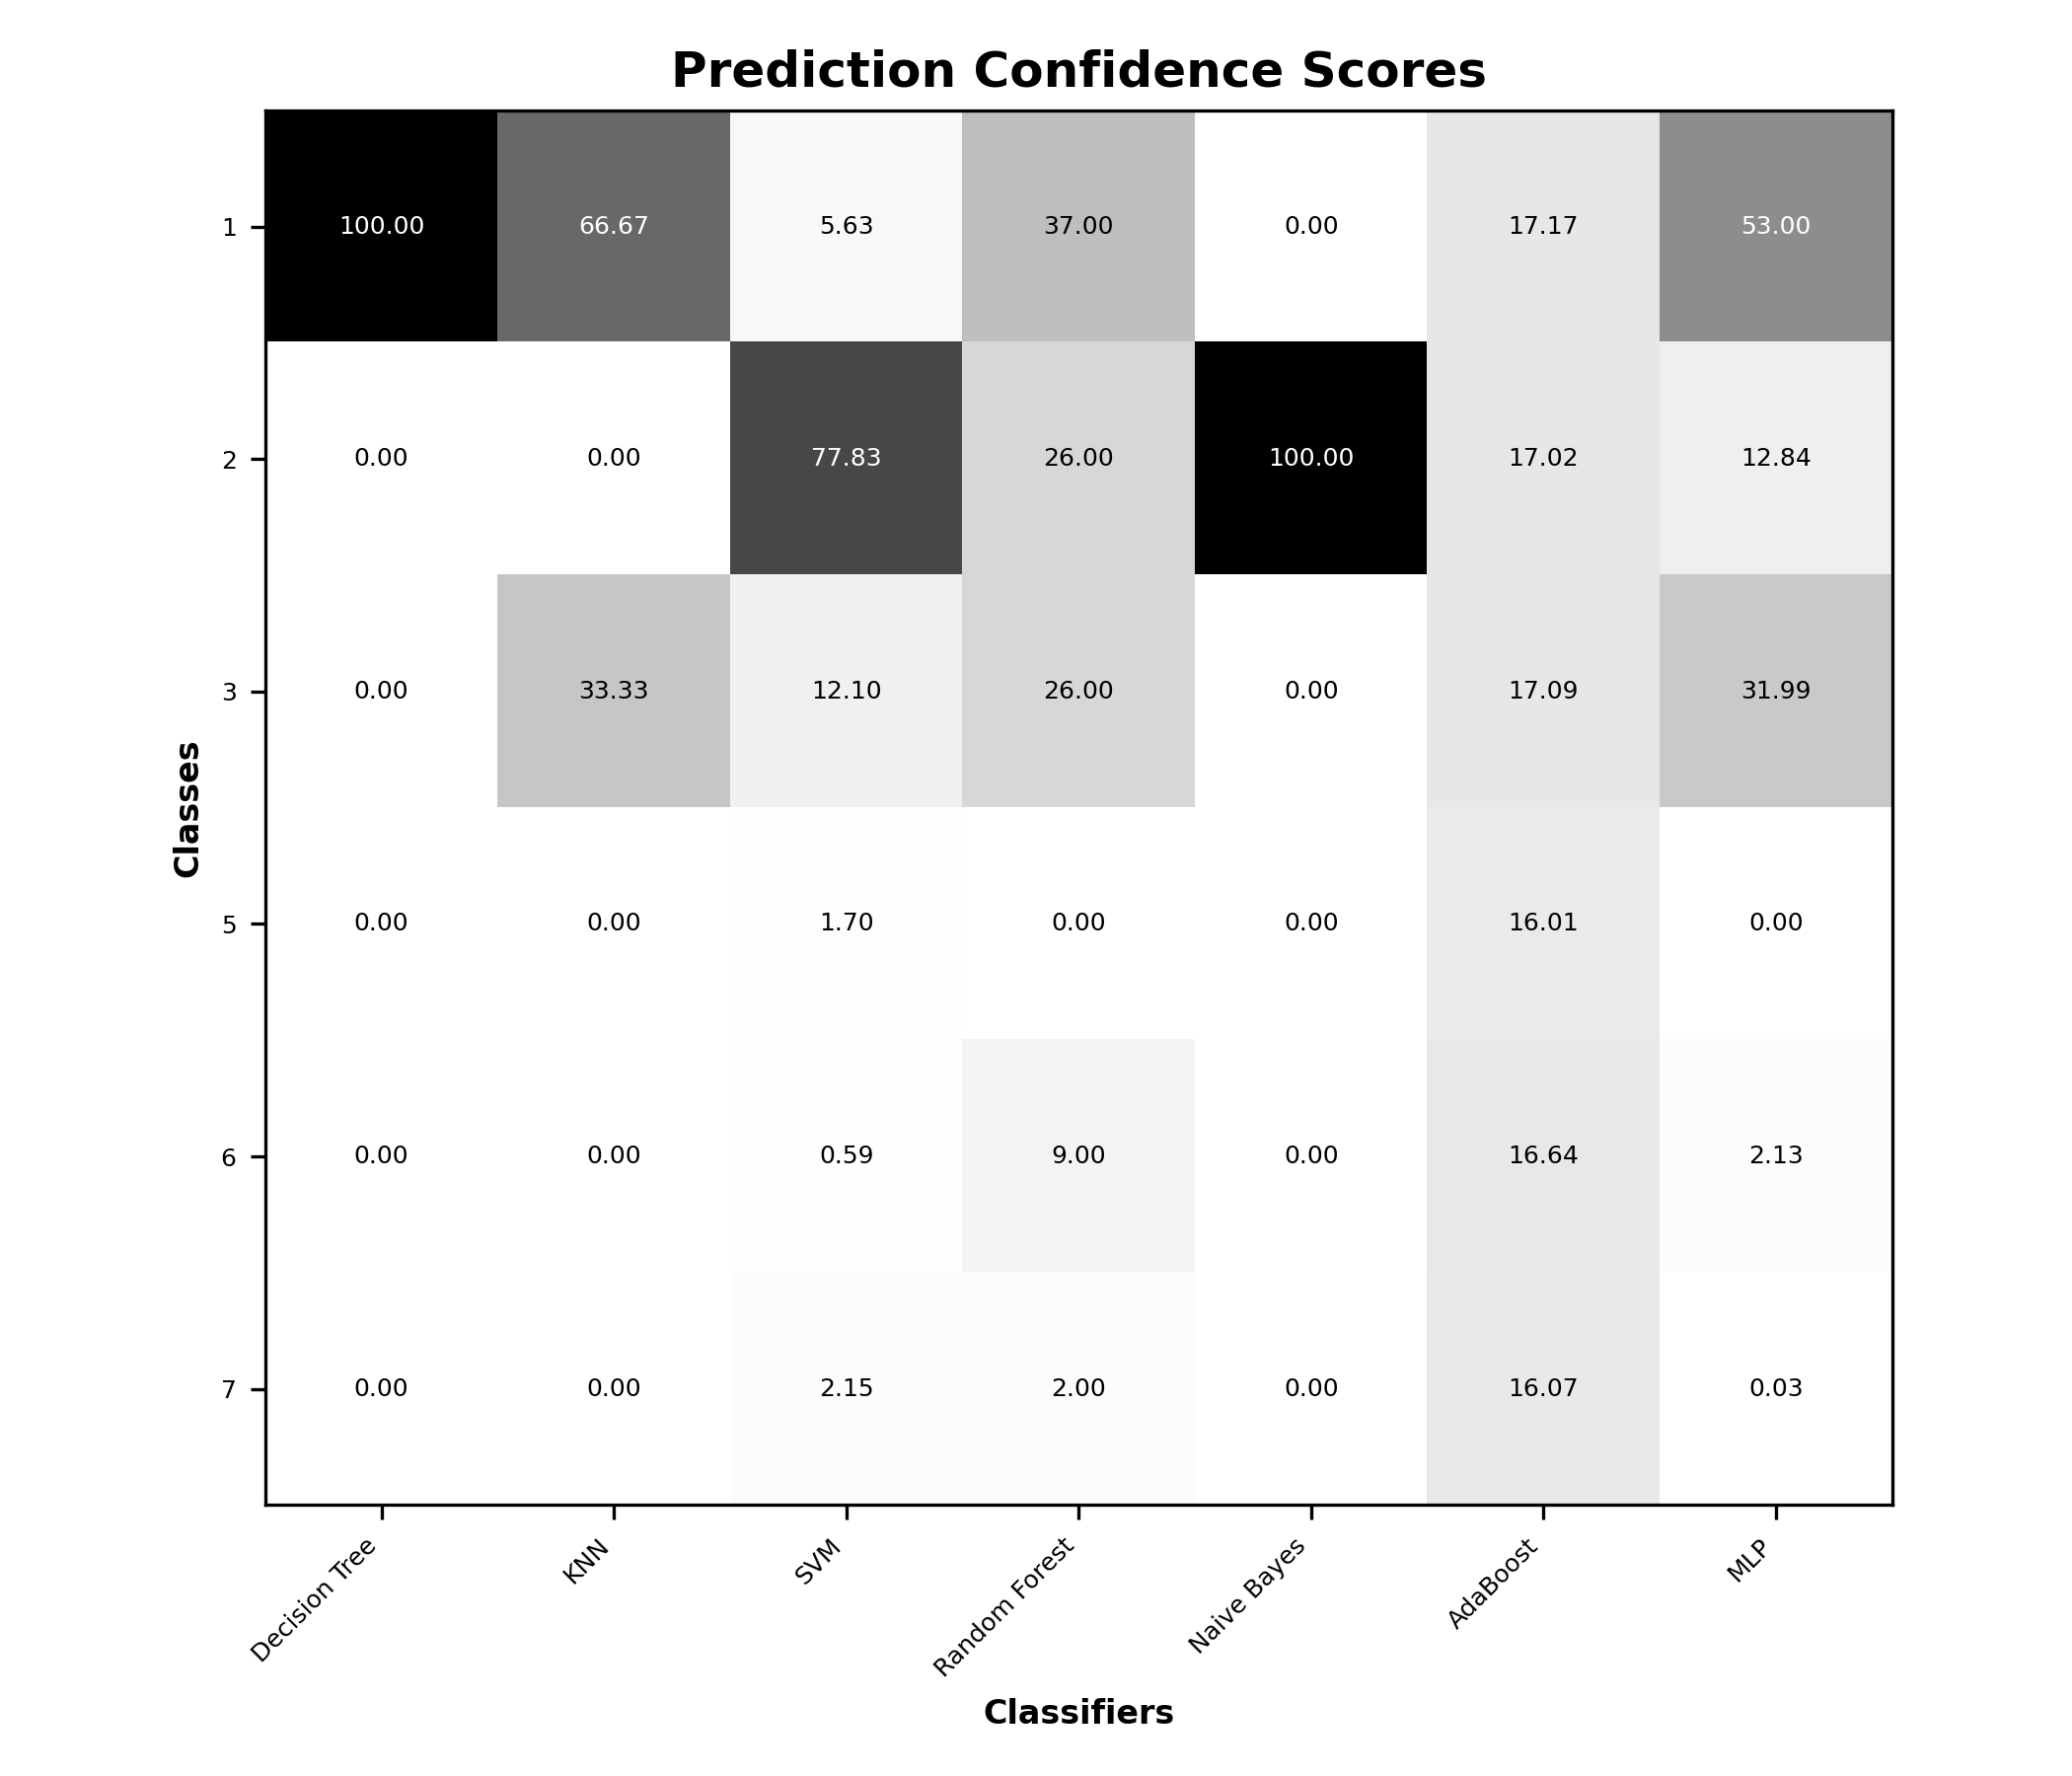 Prediction Confidence Scores
1 100.00 66.67 5.63 37.00 0.00 17.17 53.00
2 0.00 0.00 77.83 26.00 100.00 17.02 12.84
3 0.00 33.33 12.10 26.00 0.00 17.09 31.99
Classes
5 0.00 0.00 1.70 0.00 0.00 16.01 0.00
6 0.00 0.00 0.59 9.00 0.00 16.64 2.13
7 0.00 0.00 2.15 2.00 0.00 16.07 0.03
Decision Tree KNN SVM Random Forest Naive Bayes AdaBoost MLP
Classifiers